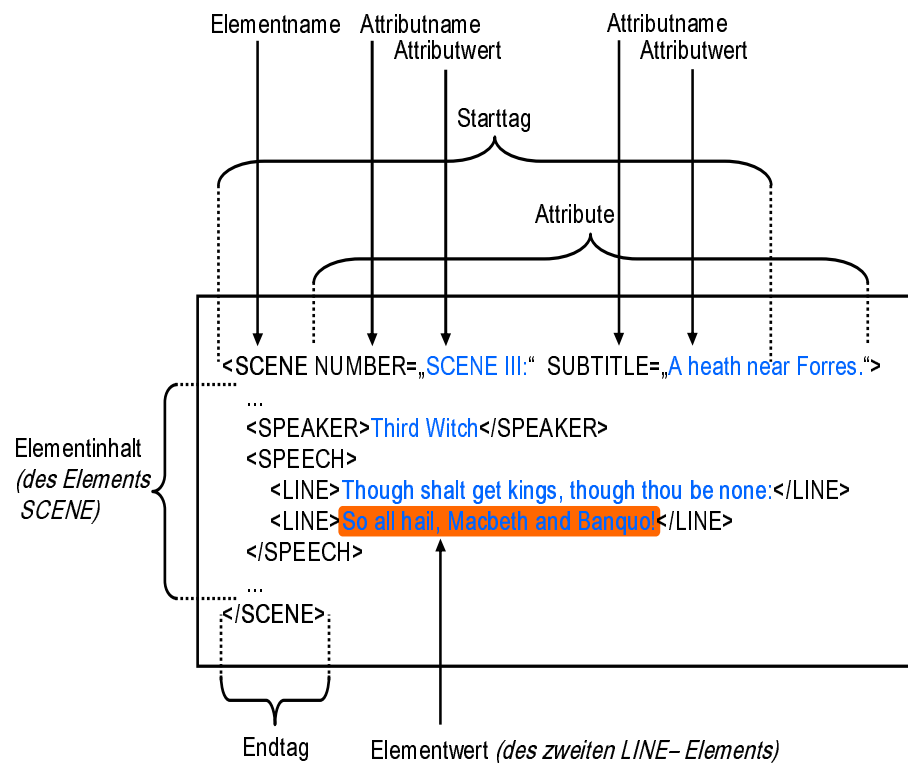 Elementname Attributname Attributname
Attributwert Attributwert
Starttag
Attribute
<SCENE NUMBER=„SCENE III:“ SUBTITLE=„A heath near Forres.“>
...
<SPEAKER>Third Witch</SPEAKER>
Elementinhalt
(des Elements
SCENE)
<SPEECH>
<LINE>Though shalt get kings, though thou be none:</LINE>
<LINE>So all hail, Macbeth and Banquo!</LINE>
</SPEECH>
...
</SCENE>
Endtag
Elementwert (des zweiten LINE– Elements)